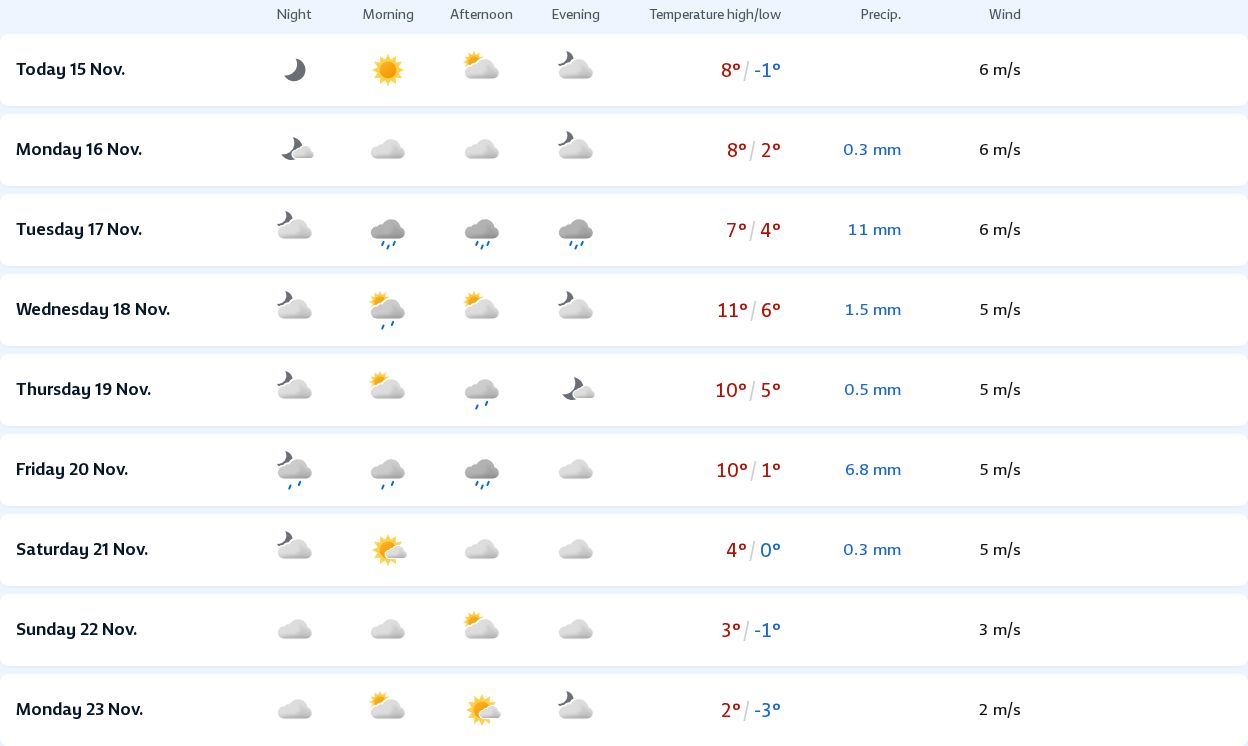 Night Morning Afternoon Evening Temperature high/low Precip. Wind
Today 15 Nov. 8°/-1° 6 m/s
Monday 16 Nov. 8°/2° 0.3 mm 6 m/s
Tuesday 17 Nov. 7°/4° 11 mm 6 m/s
Wednesday 18 Nov. 11°/6° 1.5 mm 5 m/s
Thursday 19 Nov. 10°/5° 0.5 mm 5 m/s
Friday 20 Nov. 10°/1° 6.8 mm 5 m/s
Saturday 21 Nov. 4°/0° 0.3 mm 5 m/s
Sunday 22 Nov. 3°/-1° 3 m/s
Monday 23 Nov. 2°/-3° 2 m/s